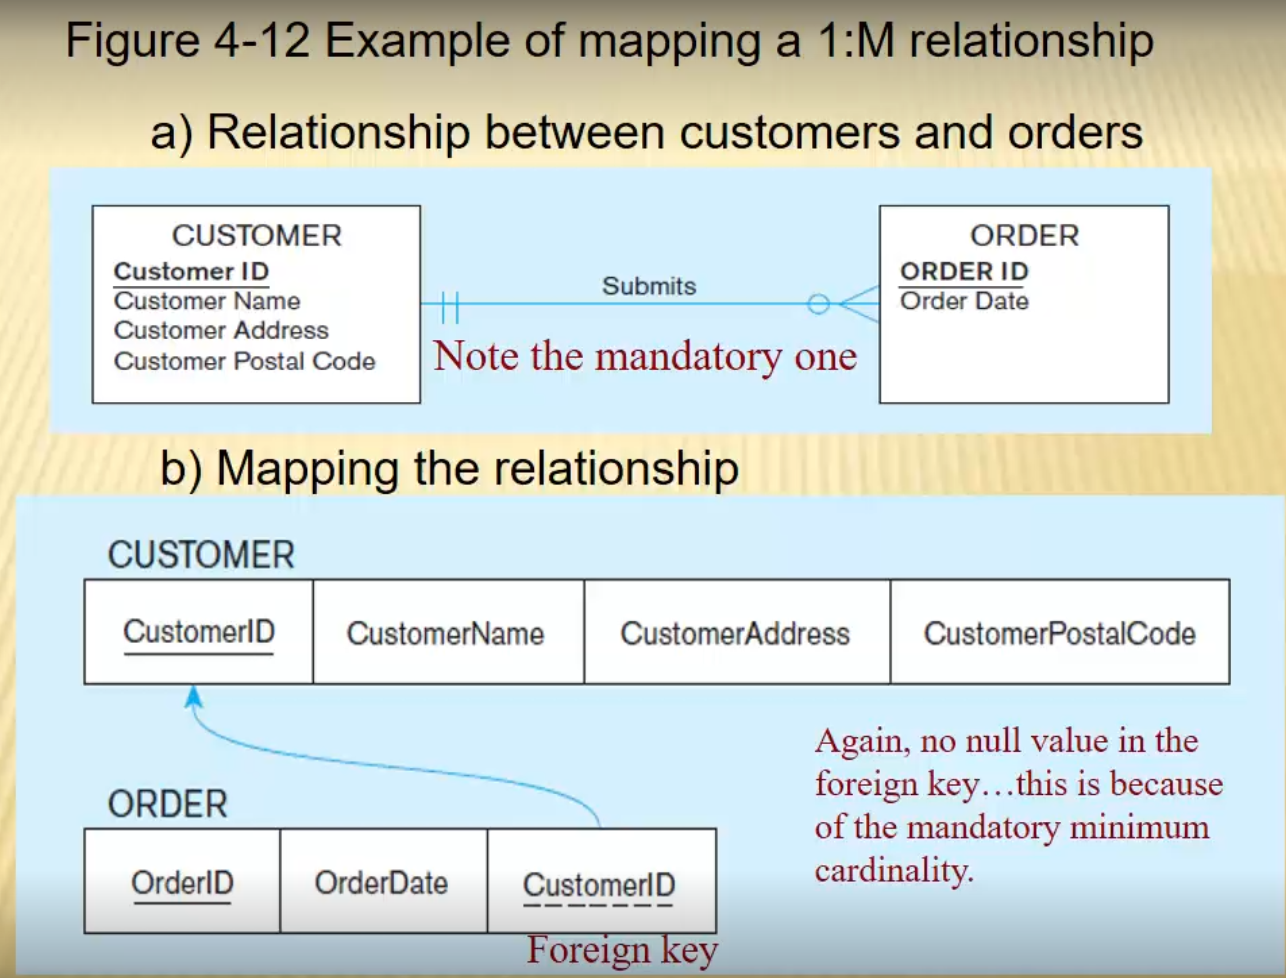 Figure 4-12 Example of mapping a 1:M relationship
a) Relationship between customers and orders
CUSTOMER
Customer ID
Customer Name
Customer Address
Customer Postal Code
Submits
Note the mandatory one
ORDER
ORDER ID
Order Date
b) Mapping the relationship
CUSTOMER
CustomerID
CustomerName
CustomerAddress
CustomerPostalCode
Again, no null value in the
foreign key…this is because
of the mandatory minimum
cardinality.
ORDER
OrderID
OrderDate
CustomerID
Foreign key